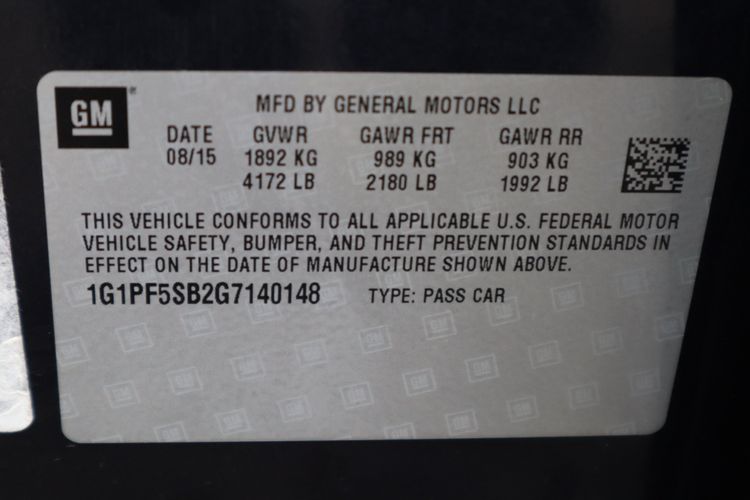 GM
MFD BY GENERAL MOTORS LLC
DATE GVWR GAWR FRT GAWR RR
08/15 1892 KG 989 KG 903 KG
4172 LB 2180 LB 1992 LB
THIS VEHICLE CONFORMS TO ALL APPLICABLE U.S. FEDERAL MOTOR
VEHICLE SAFETY, BUMPER, AND THEFT PREVENTION STANDARDS IN
EFFECT ON THE DATE OF MANUFACTURE SHOWN ABOVE.
1G1PF5SB2G7140148 TYPE: PASS CAR